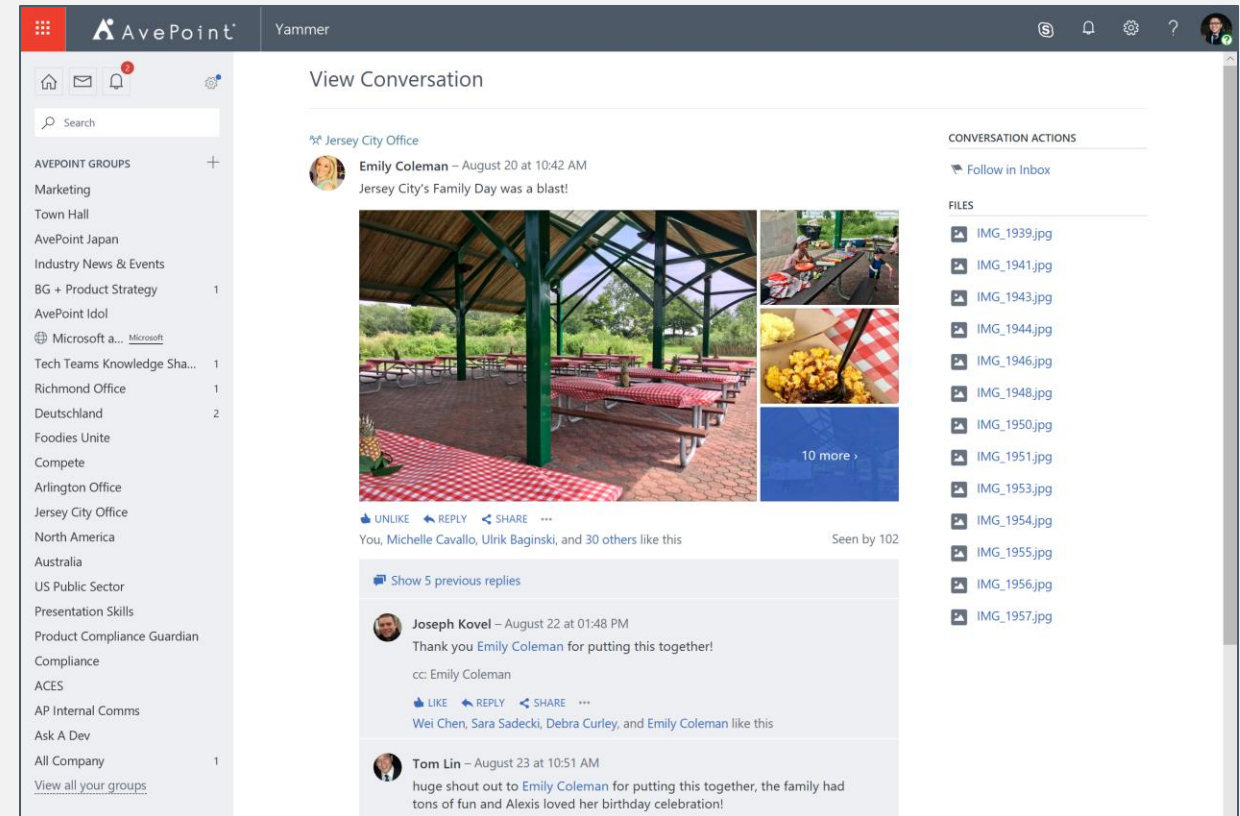 AvePoint
Yammer
View Conversation
2
Search
AVEPOINT GROUPS
Marketing
Town Hall
AvePoint Japan
Industry News & Events
BG + Product Strategy 1
AvePoint Idol
Microsoft a... Microsoft
Tech Teams Knowledge Sha... 1
Richmond Office 1
Deutschland 2
Foodies Unite
Compete
Arlington Office
Jersey City Office
North America
Australia
US Public Sector
Presentation Skills
Product Compliance Guardian
Compliance
ACES
AP Internal Comms
Ask A Dev
All Company 1
View all your groups
Jersey City Office
Emily Coleman – August 20 at 10:42 AM
Jersey City's Family Day was a blast!
10 more ›
UNLIKE REPLY SHARE ...
You, Michelle Cavallo, Ulrik Baginski, and 30 others like this
Seen by 102
Show 5 previous replies
Joseph Kovel – August 22 at 01:48 PM
Thank you Emily Coleman for putting this together!
cc: Emily Coleman
LIKE REPLY SHARE ...
Wei Chen, Sara Sadecki, Debra Curley, and Emily Coleman like this
Tom Lin – August 23 at 10:51 AM
huge shout out to Emily Coleman for putting this together, the family had
tons of fun and Alexis loved her birthday celebration!
CONVERSATION ACTIONS
Follow in Inbox
FILES
IMG_1939.jpg
IMG_1941.jpg
IMG_1943.jpg
IMG_1944.jpg
IMG_1946.jpg
IMG_1948.jpg
IMG_1950.jpg
IMG_1951.jpg
IMG_1953.jpg
IMG_1954.jpg
IMG_1955.jpg
IMG_1956.jpg
IMG_1957.jpg